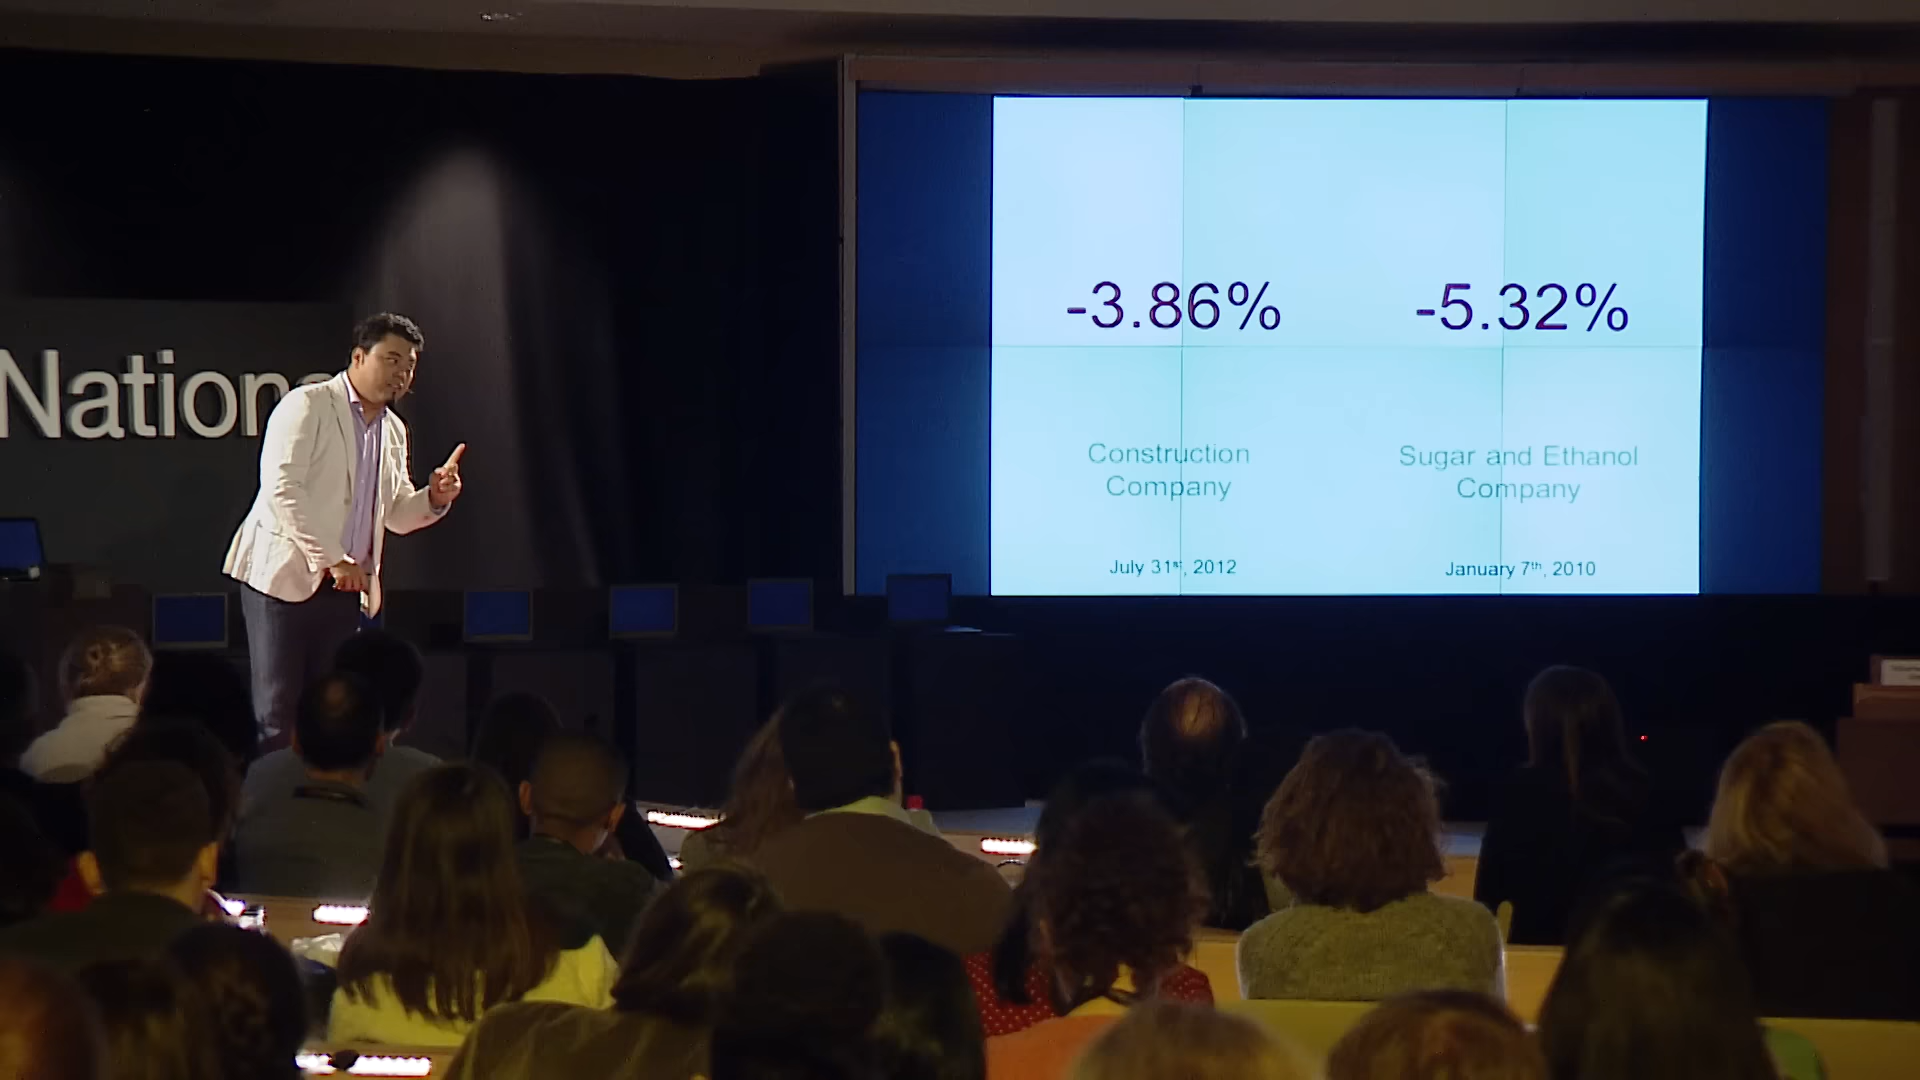 Nation
-3.86% -5.32%
Construction
Company
Sugar and Ethanol
Company
July 31st, 2012
January 7th, 2010